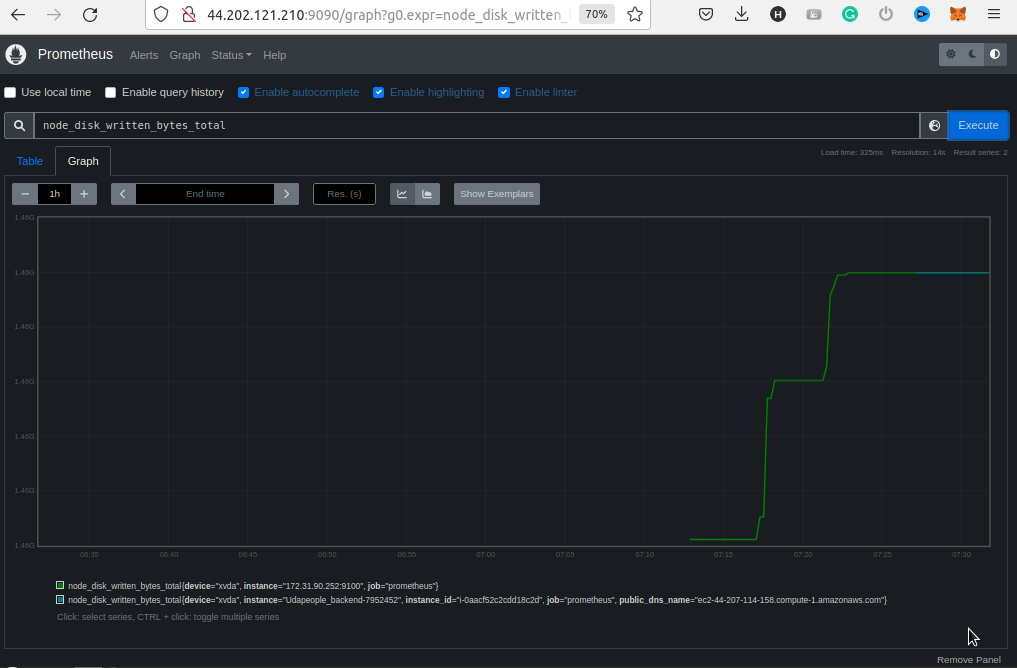 44.202.121.210:9090/graph?g0.expr=node_disk_written_
70%
H
Prometheus
Alerts
Graph
Status
Help
Use local time
Enable query history
Enable autocomplete
Enable highlighting
Enable linter
node_disk_written_bytes_total
Execute
Load time: 325ms Resolution: 14s Result series: 2
Table
Graph
− 1h +
End time
Res. (s)
Show Exemplars
1.46G
1.46G
1.46G
1.46G
1.46G
1.46G
1.46G
06:35 06:40 06:45 06:50 06:55 07:00 07:05 07:10 07:15 07:20 07:25 07:30
node_disk_written_bytes_total{device="xvda", instance="172.31.90.252:9100", job="prometheus"}
node_disk_written_bytes_total{device="xvda", instance="Udapeople_backend-7952452", instance_id="i-0aacf52c2cdd18c2d", job="prometheus", public_dns_name="ec2-44-207-114-158.compute-1.amazonaws.com"}
Click: select series, CTRL + click: toggle multiple series
Remove Panel